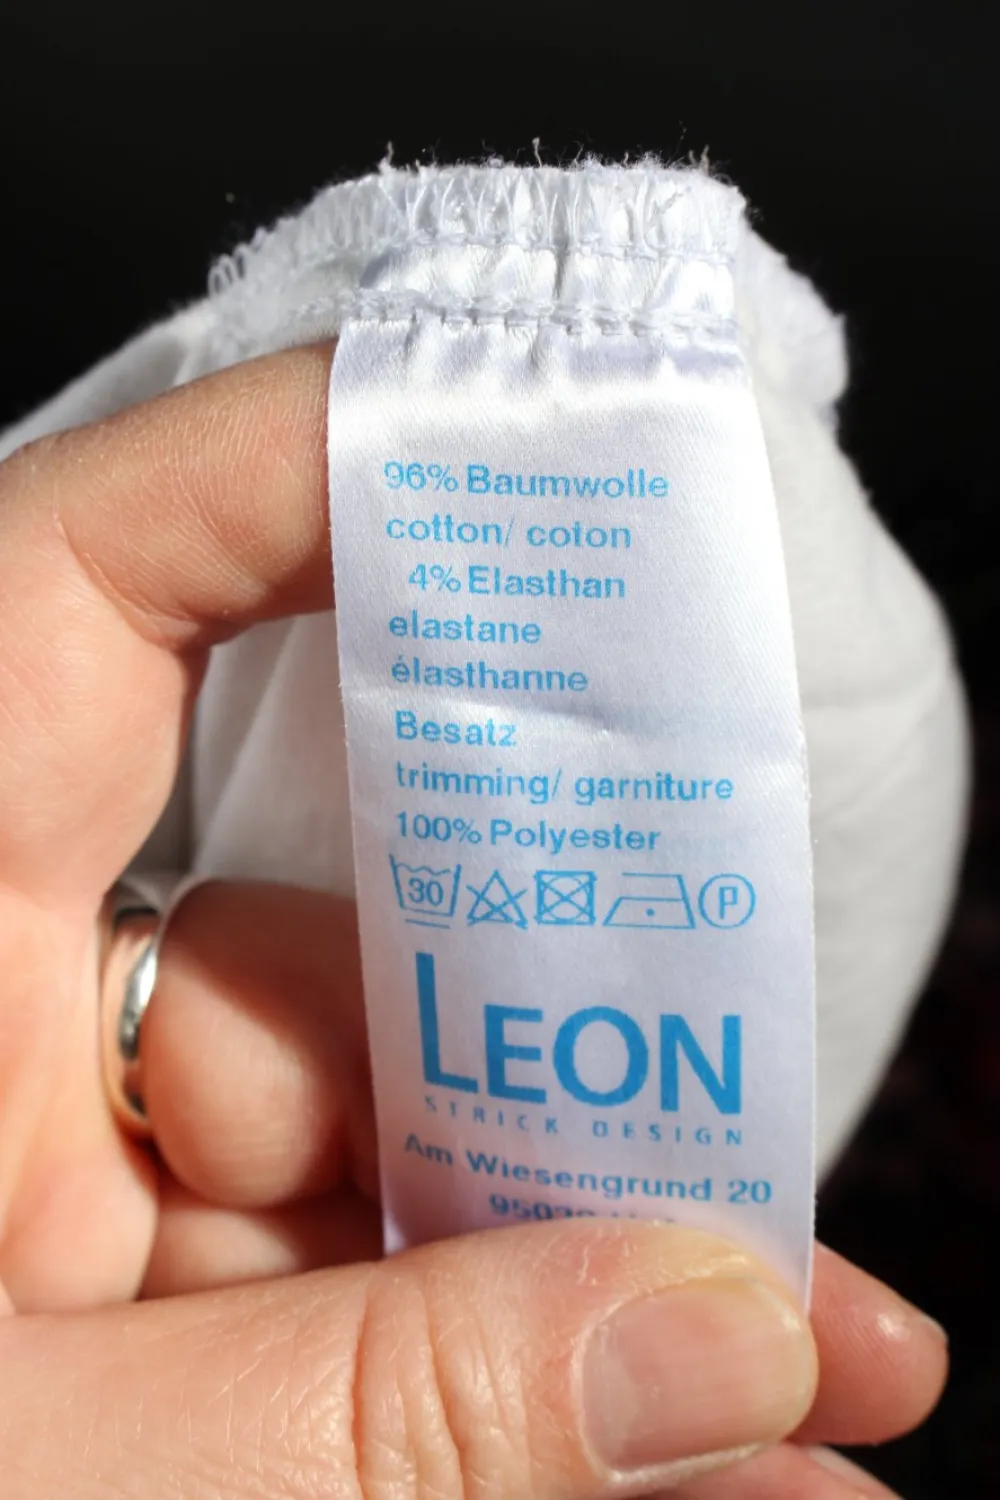 96% Baumwolle
cotton/ coton
4% Elasthan
elastane
élasthanne
Besatz
trimming/ garniture
100% Polyester
30 P
LEON
STRICK DESIGN
Am Wiesengrund 20